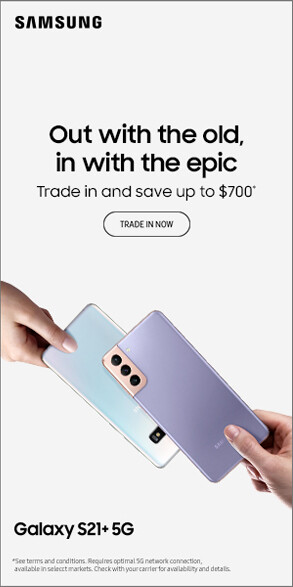 SAMSUNG
Out with the old,
in with the epic
Trade in and save up to $700*
TRADE IN NOW
Galaxy S21+ 5G
*See terms and conditions. Requires optimal 5G network connection,
available in selecct markets. Check with your carrier for availability and details.